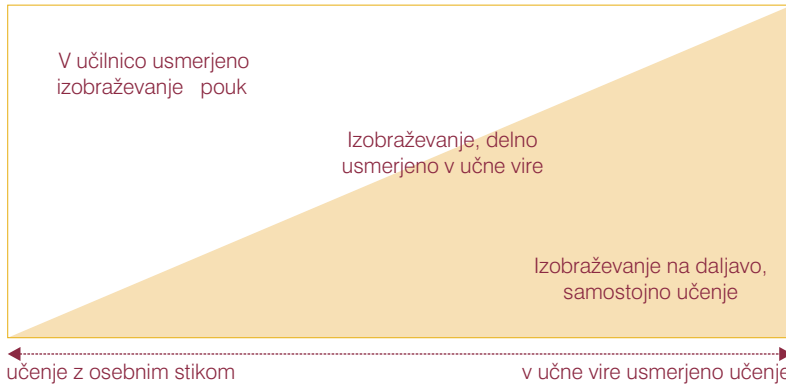 V učilnico usmerjeno
izobraževanje pouk
Izobraževanje, delno
usmerjeno v učne vire
Izobraževanje na daljavo,
samostojno učenje
učenje z osebnim stikom
v učne vire usmerjeno učenje